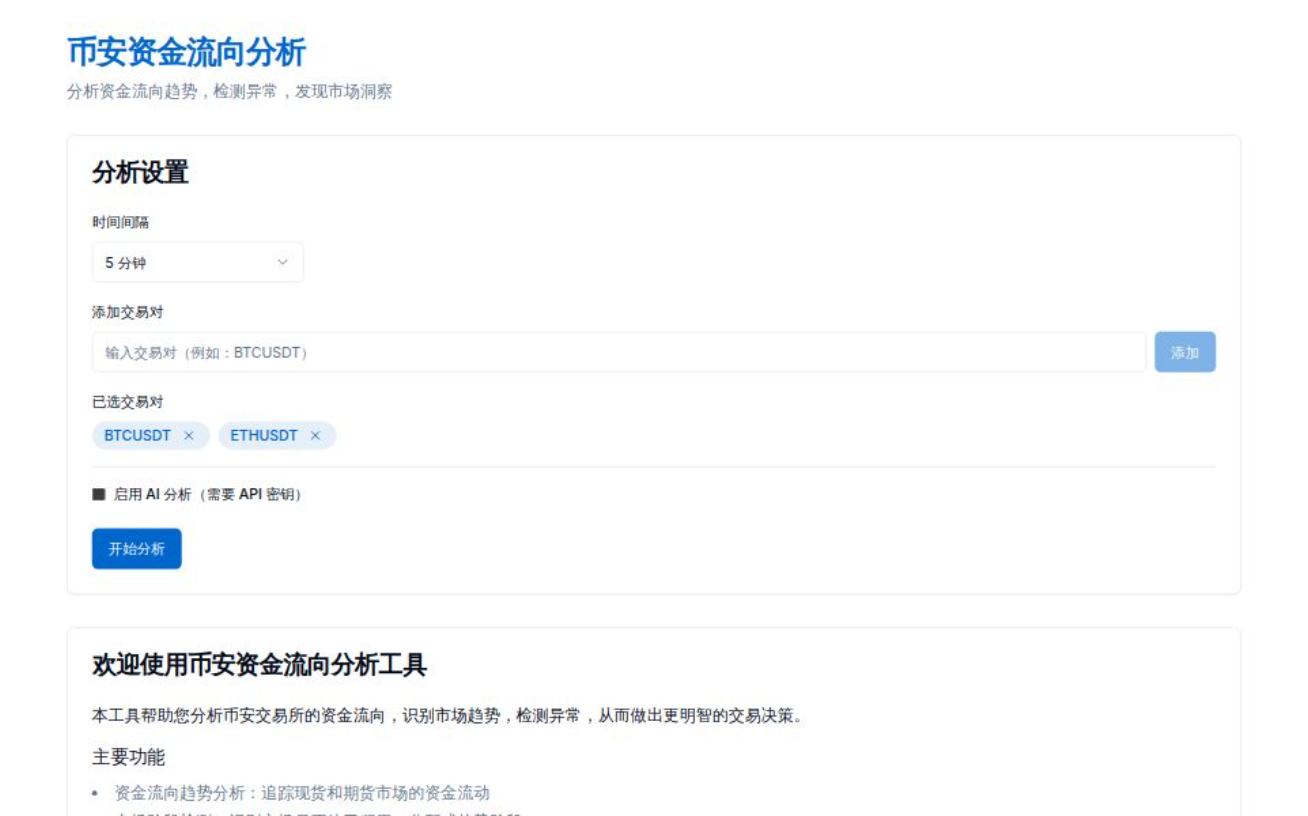 币安资金流向分析
分析资金流向趋势，检测异常，发现市场洞察
分析设置
时间间隔
5 分钟
添加交易对
输入交易对（例如：BTCUSDT）
添加
已选交易对
BTCUSDT ×
ETHUSDT ×
启用 AI 分析（需要 API 密钥）
开始分析
欢迎使用币安资金流向分析工具
本工具帮助您分析币安交易所的资金流向，识别市场趋势，检测异常，从而做出更明智的交易决策。
主要功能
• 资金流向趋势分析：追踪现货和期货市场的资金流动